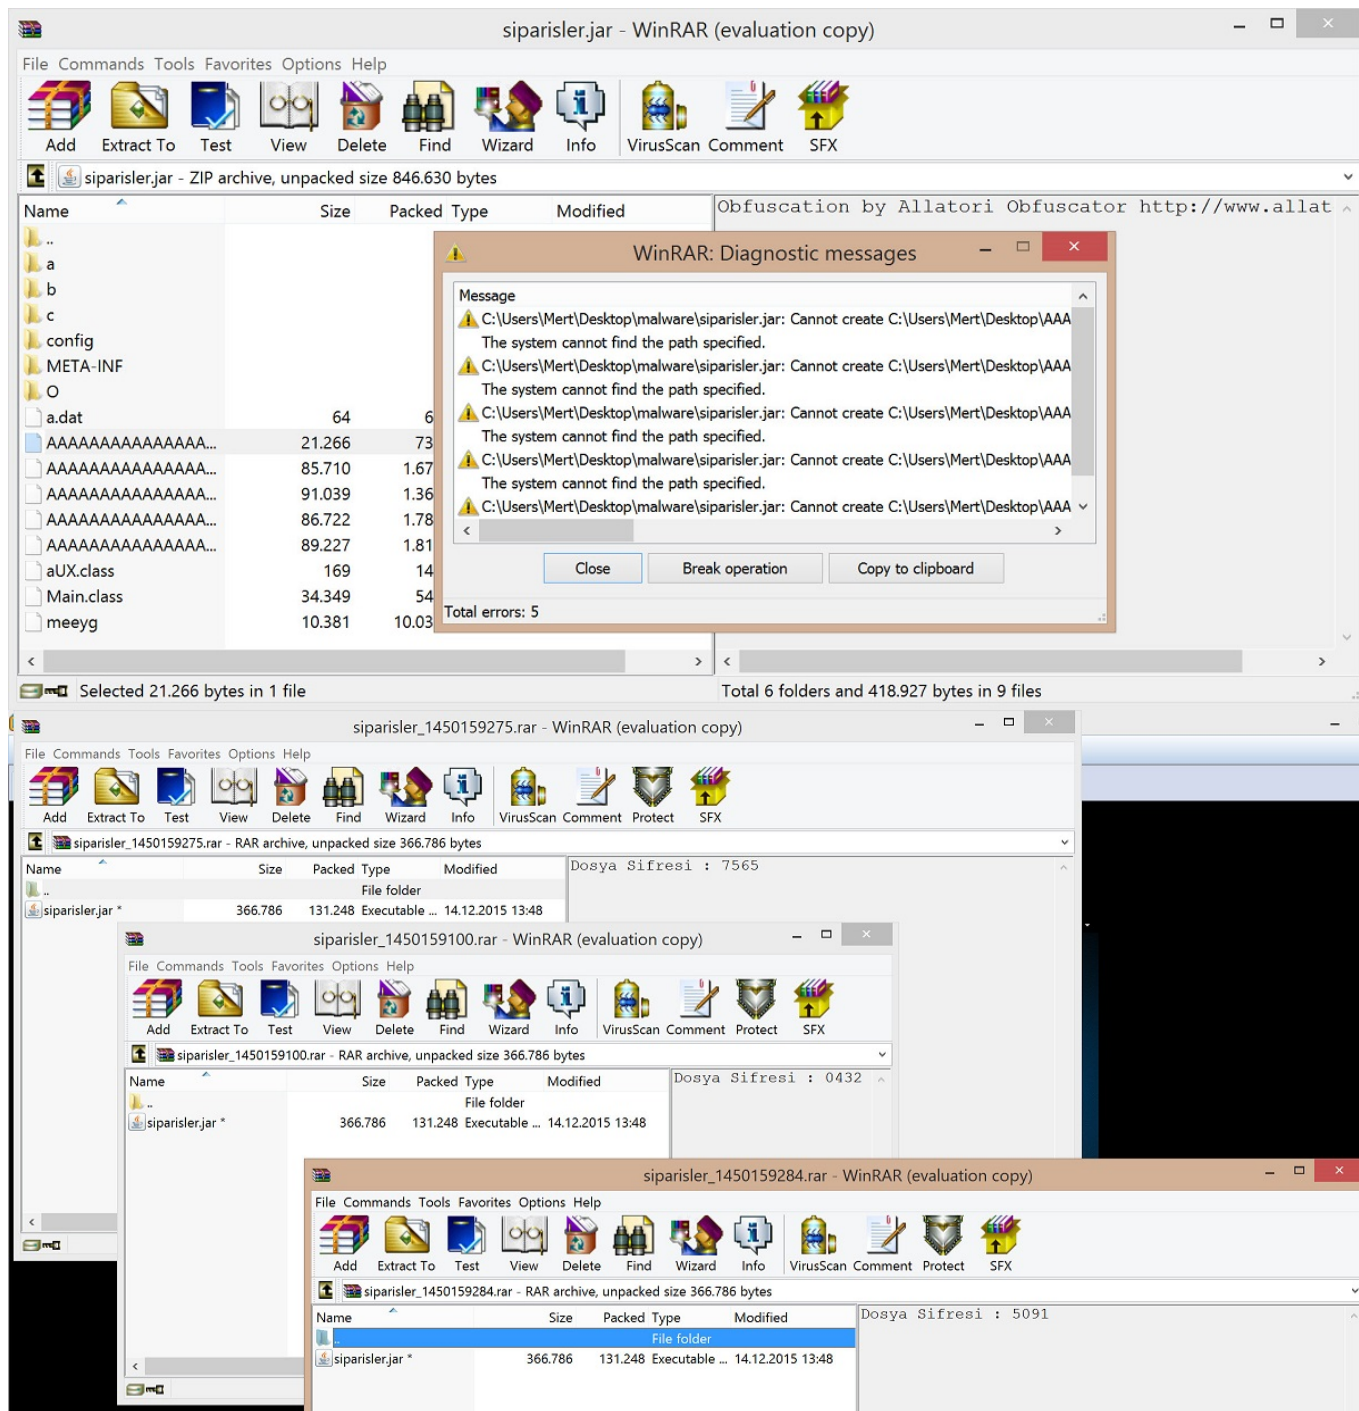 siparisler.jar - WinRAR (evaluation copy)
File Commands Tools Favorites Options Help
Add Extract To Test View Delete Find Wizard Info VirusScan Comment SFX
siparisler.jar - ZIP archive, unpacked size 846.630 bytes
Name Size Packed Type Modified
Obfuscation by Allatori Obfuscator http://www.allat
..
a
b
c
config
META-INF
O
a.dat 64 6
AAAAAAAAAAAAAAA... 21.266 73
AAAAAAAAAAAAAAA... 85.710 1.67
AAAAAAAAAAAAAAA... 91.039 1.36
AAAAAAAAAAAAAAA... 86.722 1.78
AAAAAAAAAAAAAAA... 89.227 1.81
aUX.class 169 14
Main.class 34.349 54
meeyg 10.381 10.03
WinRAR: Diagnostic messages
Message
C:\Users\Mert\Desktop\malware\siparisler.jar: Cannot create C:\Users\Mert\Desktop\AAA
The system cannot find the path specified.
C:\Users\Mert\Desktop\malware\siparisler.jar: Cannot create C:\Users\Mert\Desktop\AAA
The system cannot find the path specified.
C:\Users\Mert\Desktop\malware\siparisler.jar: Cannot create C:\Users\Mert\Desktop\AAA
The system cannot find the path specified.
C:\Users\Mert\Desktop\malware\siparisler.jar: Cannot create C:\Users\Mert\Desktop\AAA
The system cannot find the path specified.
C:\Users\Mert\Desktop\malware\siparisler.jar: Cannot create C:\Users\Mert\Desktop\AAA
Close Break operation Copy to clipboard
Total errors: 5
Selected 21.266 bytes in 1 file
Total 6 folders and 418.927 bytes in 9 files
siparisler_1450159275.rar - WinRAR (evaluation copy)
File Commands Tools Favorites Options Help
Add Extract To Test View Delete Find Wizard Info VirusScan Comment Protect SFX
siparisler_1450159275.rar - RAR archive, unpacked size 366.786 bytes
Name Size Packed Type Modified
Dosya Sifresi : 7565
.. File folder
siparisler.jar * 366.786 131.248 Executable ... 14.12.2015 13:48
siparisler_1450159100.rar - WinRAR (evaluation copy)
File Commands Tools Favorites Options Help
Add Extract To Test View Delete Find Wizard Info VirusScan Comment Protect SFX
siparisler_1450159100.rar - RAR archive, unpacked size 366.786 bytes
Name Size Packed Type Modified
Dosya Sifresi : 0432
.. File folder
siparisler.jar * 366.786 131.248 Executable ... 14.12.2015 13:48
siparisler_1450159284.rar - WinRAR (evaluation copy)
File Commands Tools Favorites Options Help
Add Extract To Test View Delete Find Wizard Info VirusScan Comment Protect SFX
siparisler_1450159284.rar - RAR archive, unpacked size 366.786 bytes
Name Size Packed Type Modified
Dosya Sifresi : 5091
.. File folder
siparisler.jar * 366.786 131.248 Executable ... 14.12.2015 13:48